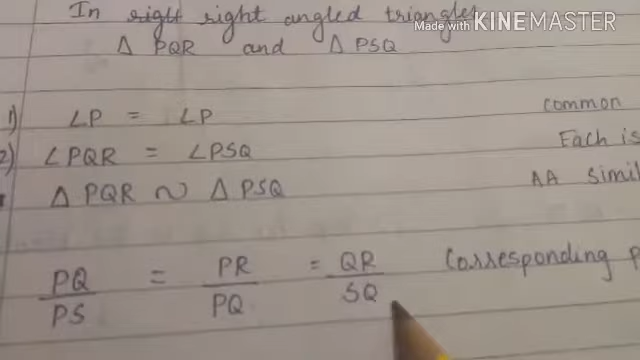 In right right angled triangles
Made with KINEMASTER
Δ PQR and Δ PSQ
1) ∠P = ∠P common
2) ∠PQR = ∠PSQ Each is
Δ PQR ~ Δ PSQ AA simil
PQ/PS = PR/PQ = QR/SQ Corresponding p